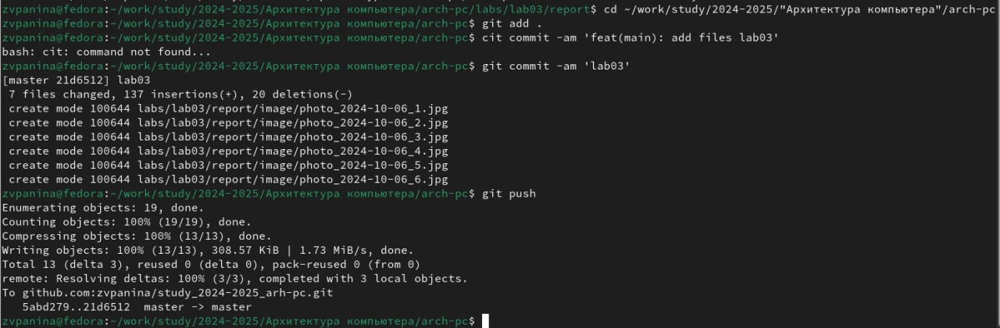 zvpanina@fedora:~/work/study/2024-2025/Архитектура компьютера/arch-pc/labs/lab03/report$ cd ~/work/study/2024-2025/"Архитектура компьютера"/arch-pc
zvpanina@fedora:~/work/study/2024-2025/Архитектура компьютера/arch-pc$ git add .
zvpanina@fedora:~/work/study/2024-2025/Архитектура компьютера/arch-pc$ cit commit -am 'feat(main): add files lab03'
bash: cit: command not found...
zvpanina@fedora:~/work/study/2024-2025/Архитектура компьютера/arch-pc$ git commit -am 'lab03'
[master 21d6512] lab03
 7 files changed, 137 insertions(+), 20 deletions(-)
 create mode 100644 labs/lab03/report/image/photo_2024-10-06_1.jpg
 create mode 100644 labs/lab03/report/image/photo_2024-10-06_2.jpg
 create mode 100644 labs/lab03/report/image/photo_2024-10-06_3.jpg
 create mode 100644 labs/lab03/report/image/photo_2024-10-06_4.jpg
 create mode 100644 labs/lab03/report/image/photo_2024-10-06_5.jpg
 create mode 100644 labs/lab03/report/image/photo_2024-10-06_6.jpg
zvpanina@fedora:~/work/study/2024-2025/Архитектура компьютера/arch-pc$ git push
Enumerating objects: 19, done.
Counting objects: 100% (19/19), done.
Compressing objects: 100% (13/13), done.
Writing objects: 100% (13/13), 308.57 KiB | 1.73 MiB/s, done.
Total 13 (delta 3), reused 0 (delta 0), pack-reused 0 (from 0)
remote: Resolving deltas: 100% (3/3), completed with 3 local objects.
To github.com:zvpanina/study_2024-2025_arh-pc.git
   5abd279..21d6512  master -> master
zvpanina@fedora:~/work/study/2024-2025/Архитектура компьютера/arch-pc$